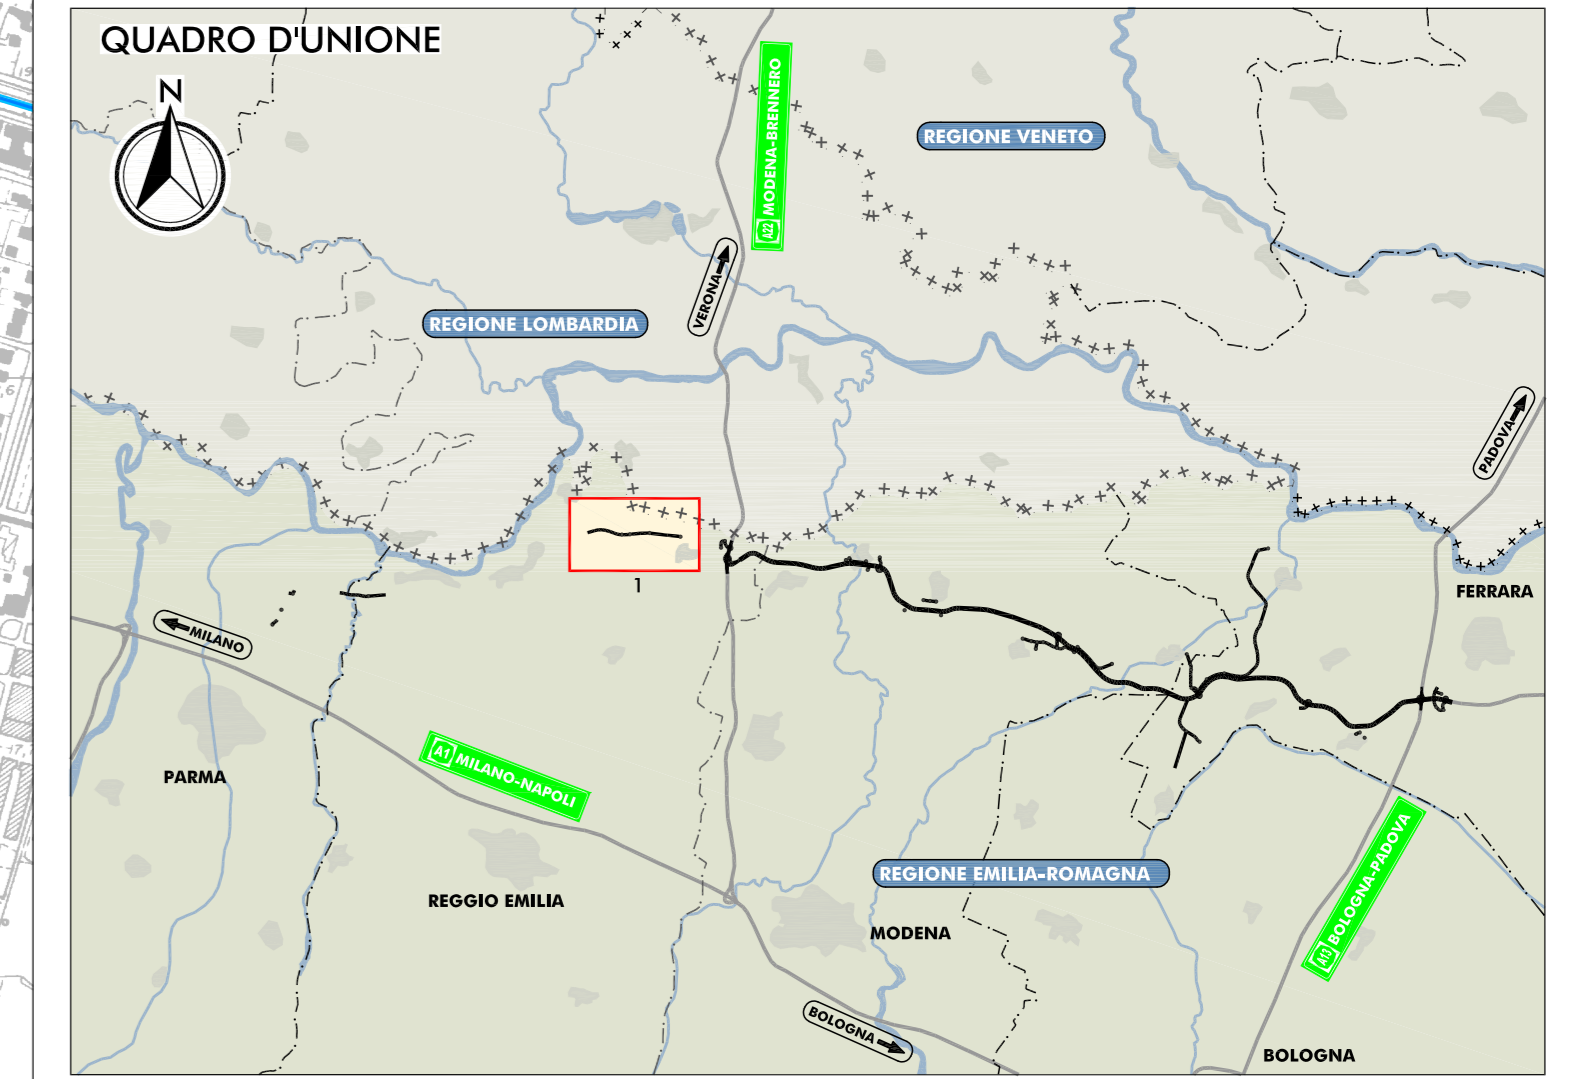 QUADRO D'UNIONE
N
A22 MODENA-BRENNERO
REGIONE VENETO
VERONA
REGIONE LOMBARDIA
PADOVA
1
FERRARA
MILANO
A1 MILANO-NAPOLI
PARMA
REGIONE EMILIA-ROMAGNA
A13 BOLOGNA-PADOVA
REGGIO EMILIA
MODENA
BOLOGNA
BOLOGNA